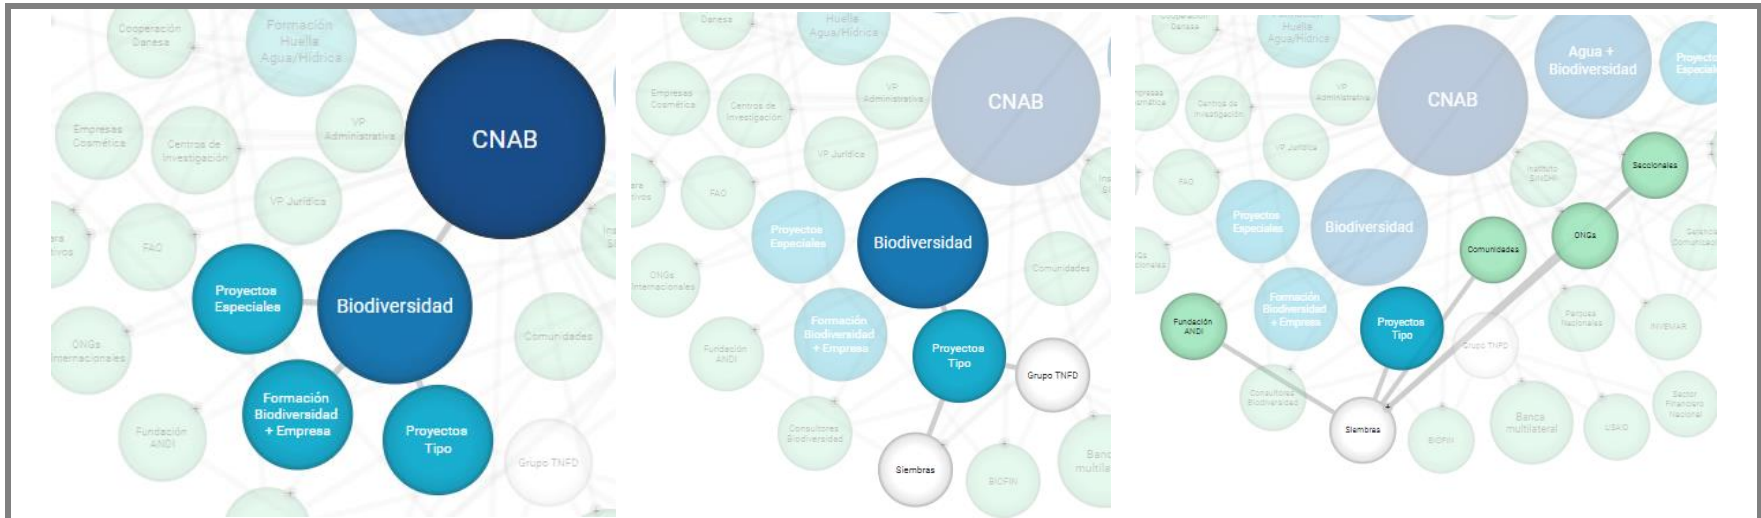 Cooperación
Danesa
Formación
Huella
Agua/Hídrica
CNAB
Empresas
Cosmética
Centros de
Investigación
VP
Administrativa
VP Jurídica
FAO
Proyectos
Especiales
Biodiversidad
ONGs
Internacionales
Comunidades
Formación
Biodiversidad
+ Empresa
Proyectos
Tipo
Fundación
ANDI
Grupo TNFD
Danesa
Huella
Agua/Hídrica
CNAB
Empresas
Cosmética
Centros de
Investigación
VP
Administrativa
VP Jurídica
FAO
Proyectos
Especiales
Biodiversidad
ONGs
Internacionales
Comunidades
Formación
Biodiversidad
+ Empresa
Proyectos
Tipo
Grupo TNFD
Fundación
ANDI
Consultores
Biodiversidad
Siembras
BIOFIN
Danesa
Huella
Agua/Hídrica
CNAB
Agua +
Biodiversidad
Centros de
Investigación
VP
Administrativa
VP Jurídica
FAO
Instituto
SINCHI
Seccionales
Proyectos
Especiales
Biodiversidad
Comunidades
ONGs
Formación
Biodiversidad
+ Empresa
Fundación
ANDI
Proyectos
Tipo
Grupo TNFD
Parques
Nacionales
INVEMAR
Consultores
Biodiversidad
Siembras
BIOFIN
Banca
multilateral
USAID
Sector
Financiero
Nacional